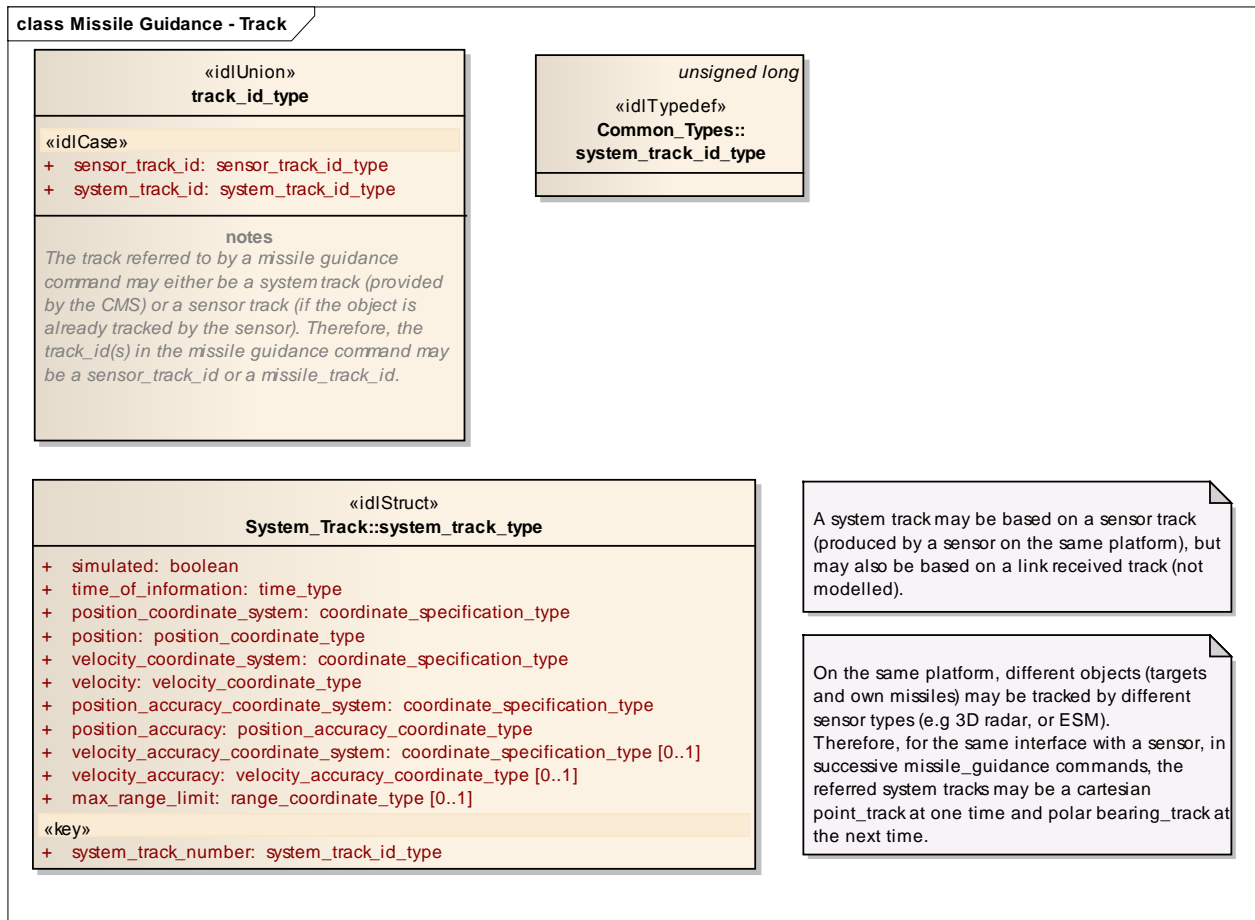 class Missile Guidance - Track
«idlUnion»
track_id_type
«idlCase»
+ sensor_track_id: sensor_track_id_type
+ system_track_id: system_track_id_type
notes
The track referred to by a missile guidance
command may either be a system track (provided
by the CMS) or a sensor track (if the object is
already tracked by the sensor). Therefore, the
track_id(s) in the missile guidance command may
be a sensor_track_id or a missile_track_id.
unsigned long
«idlTypedef»
Common_Types::
system_track_id_type
«idlStruct»
System_Track::system_track_type
+ simulated: boolean
+ time_of_information: time_type
+ position_coordinate_system: coordinate_specification_type
+ position: position_coordinate_type
+ velocity_coordinate_system: coordinate_specification_type
+ velocity: velocity_coordinate_type
+ position_accuracy_coordinate_system: coordinate_specification_type
+ position_accuracy: position_accuracy_coordinate_type
+ velocity_accuracy_coordinate_system: coordinate_specification_type [0..1]
+ velocity_accuracy: velocity_accuracy_coordinate_type [0..1]
+ max_range_limit: range_coordinate_type [0..1]
«key»
+ system_track_number: system_track_id_type
A system track may be based on a sensor track
(produced by a sensor on the same platform), but
may also be based on a link received track (not
modelled).
On the same platform, different objects (targets
and own missiles) may be tracked by different
sensor types (e.g 3D radar, or ESM).
Therefore, for the same interface with a sensor, in
successive missile_guidance commands, the
referred system tracks may be a cartesian
point_track at one time and polar bearing_track at
the next time.